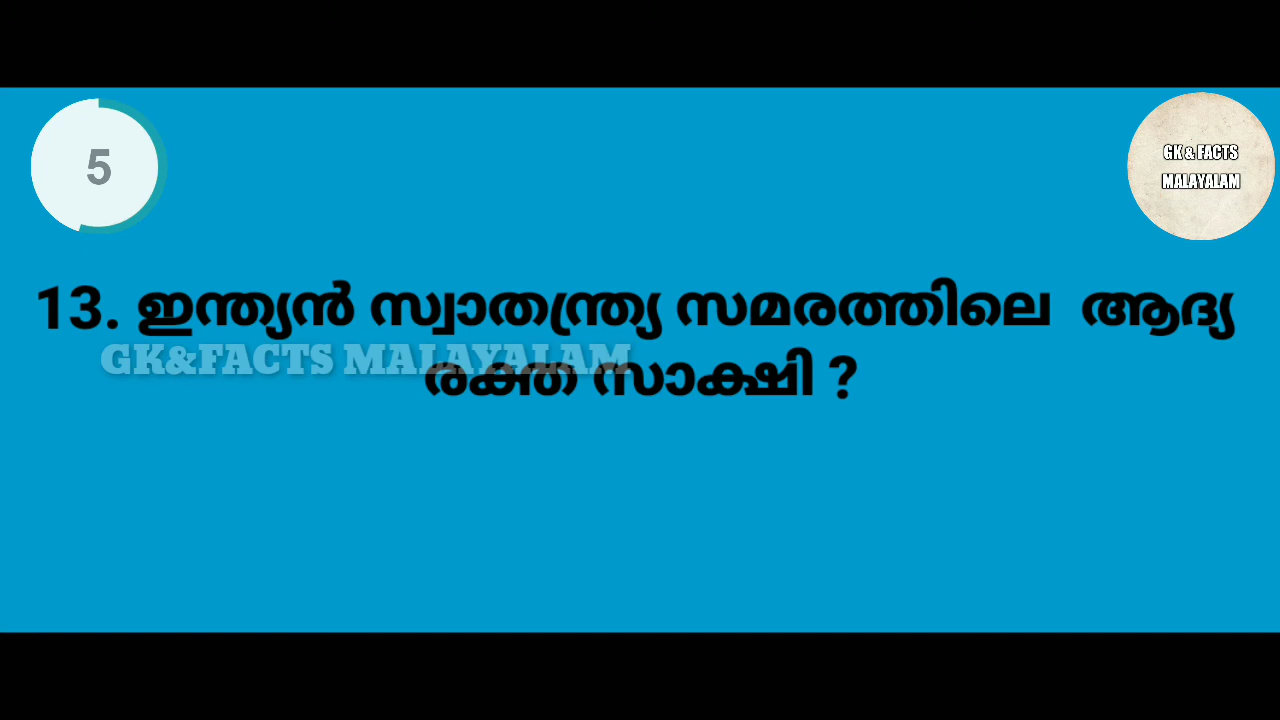 5
GK & FACTS
MALAYALAM
13. ഇന്ത്യൻ സ്വാതന്ത്ര്യ സമരത്തിലെ ആദ്യ
GK&FACTS MALAYALAM
രക്ത സാക്ഷി ?